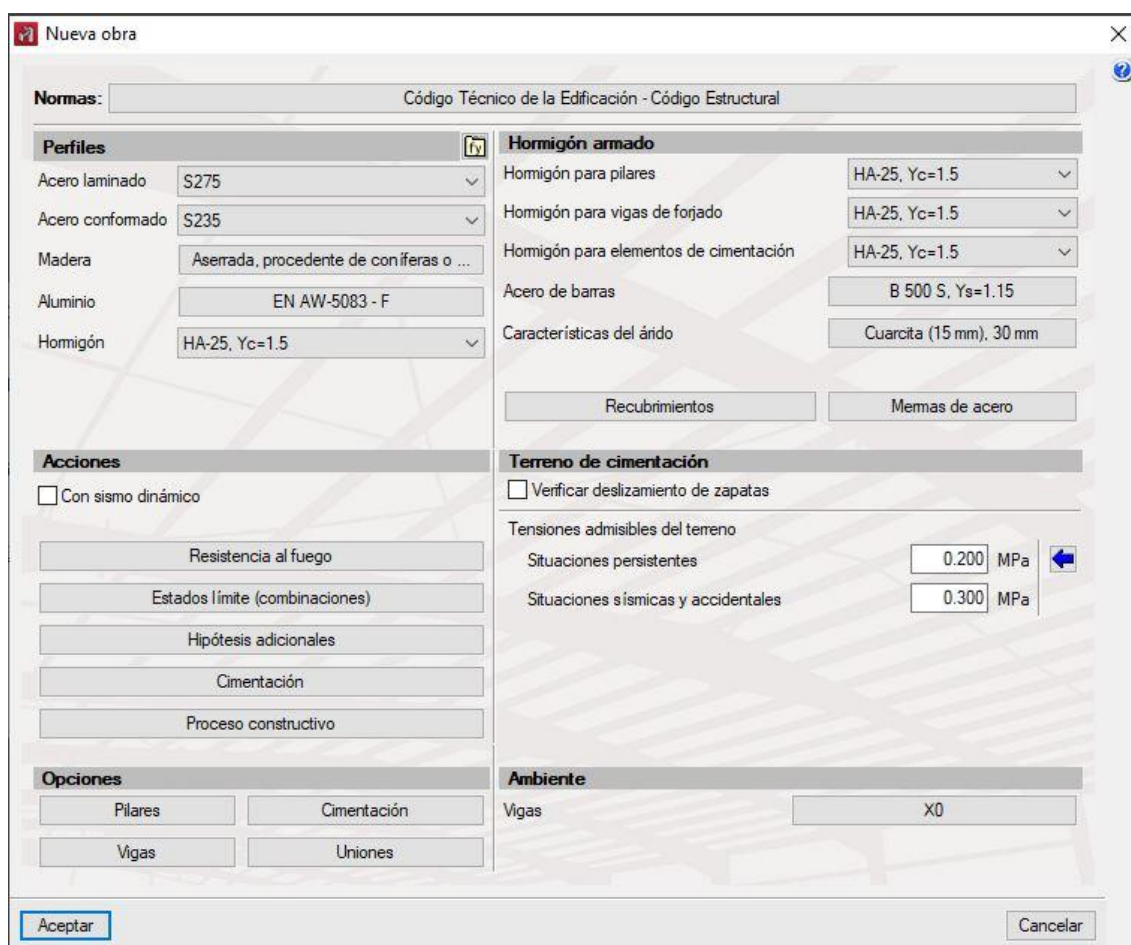 Nueva obra
Normas: Código Técnico de la Edificación - Código Estructural
Perfiles
fy
Acero laminado S275
Acero conformado S235
Madera Aserrada, procedente de coníferas o ...
Aluminio EN AW-5083 - F
Hormigón HA-25, Yc=1.5
Hormigón armado
Hormigón para pilares HA-25, Yc=1.5
Hormigón para vigas de forjado HA-25, Yc=1.5
Hormigón para elementos de cimentación HA-25, Yc=1.5
Acero de barras B 500 S, Ys=1.15
Características del árido Cuarcita (15 mm), 30 mm
Recubrimientos Mermas de acero
Acciones
Con sismo dinámico
Resistencia al fuego
Estados límite (combinaciones)
Hipótesis adicionales
Cimentación
Proceso constructivo
Terreno de cimentación
Verificar deslizamiento de zapatas
Tensiones admisibles del terreno
Situaciones persistentes 0.200 MPa
Situaciones sísmicas y accidentales 0.300 MPa
Opciones
Pilares Cimentación
Vigas Uniones
Ambiente
Vigas X0
Aceptar Cancelar